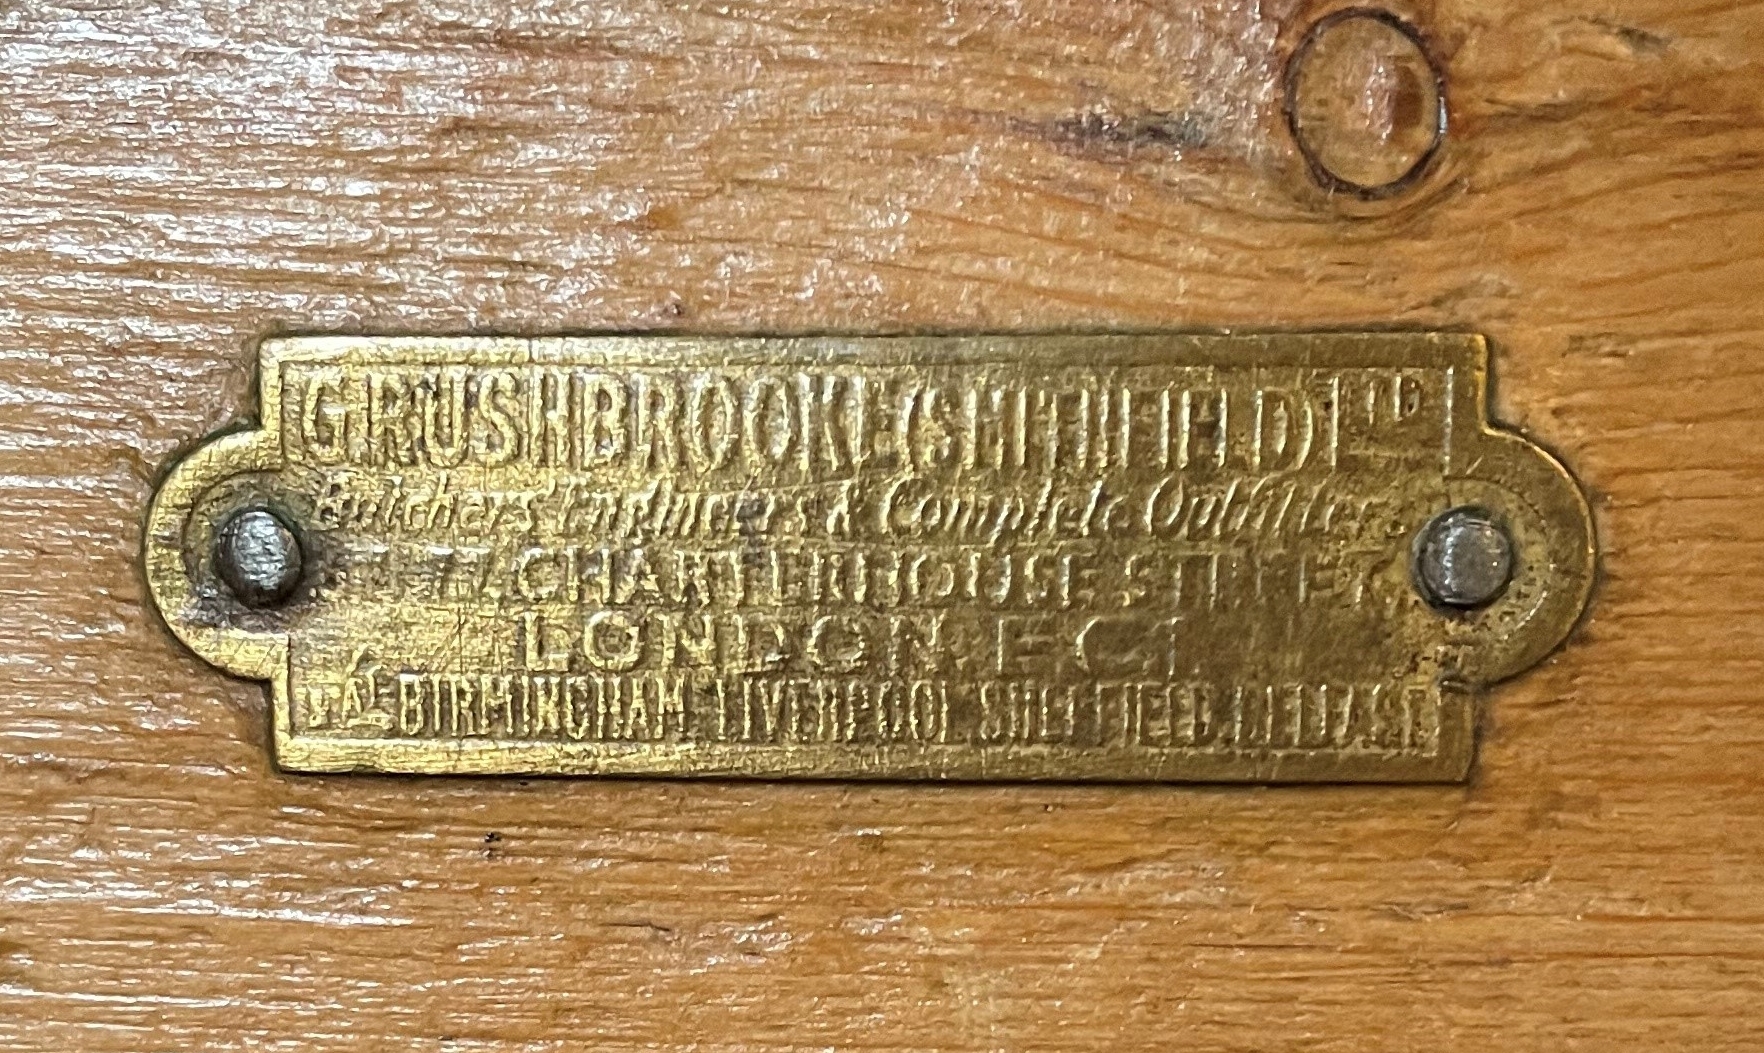 G. RUSHBROOKE (SMITHFIELD) LTD
Butchers' Engineers & Complete Outfitters
CHARTERHOUSE STREET,
LONDON. E.C.1.
BIRMINGHAM, LIVERPOOL, SHEFFIELD, BELFAST